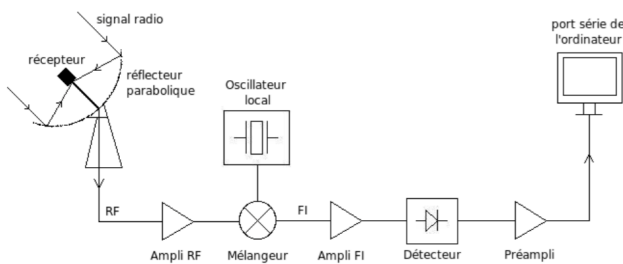 signal radio
port série de
l'ordinateur
récepteur
réflecteur
parabolique
Oscillateur
local
RF
FI
Ampli RF
Mélangeur
Ampli FI
Détecteur
Préampli